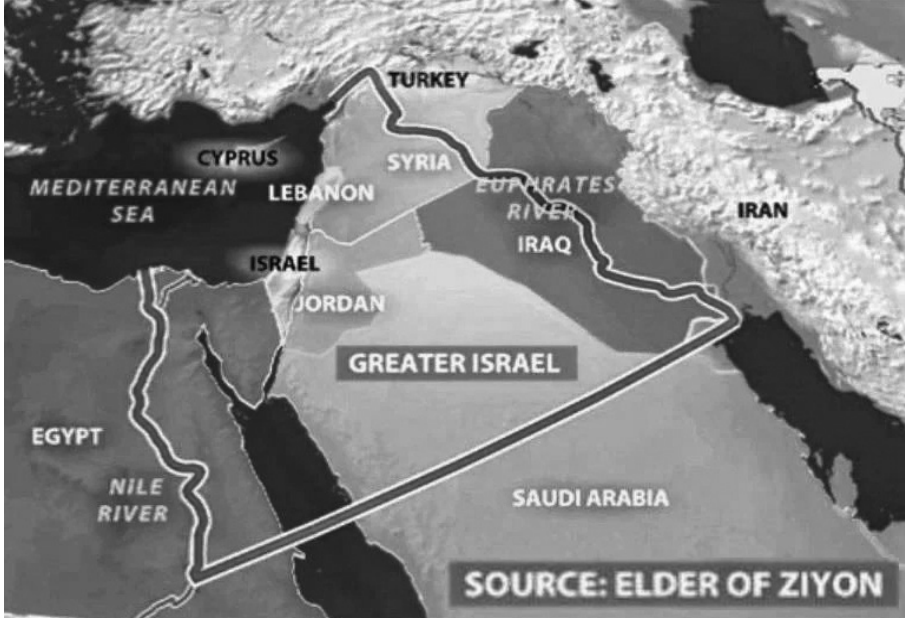 TURKEY
CYPRUS
SYRIA
MEDITERRANEAN
SEA
LEBANON
EUPHRATES
RIVER
IRAN
IRAQ
ISRAEL
JORDAN
GREATER ISRAEL
EGYPT
NILE
RIVER
SAUDI ARABIA
SOURCE: ELDER OF ZIYON